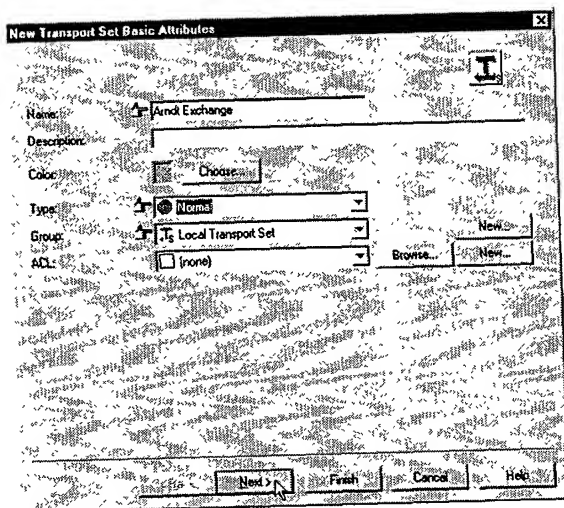 New Transport Set Basic Attributes
Name: Arndt Exchange
Description:
Color: Choose...
Type: Normal
Group: Local Transport Set New...
ACL: (none) Browse... New...
Next > Finish Cancel Help